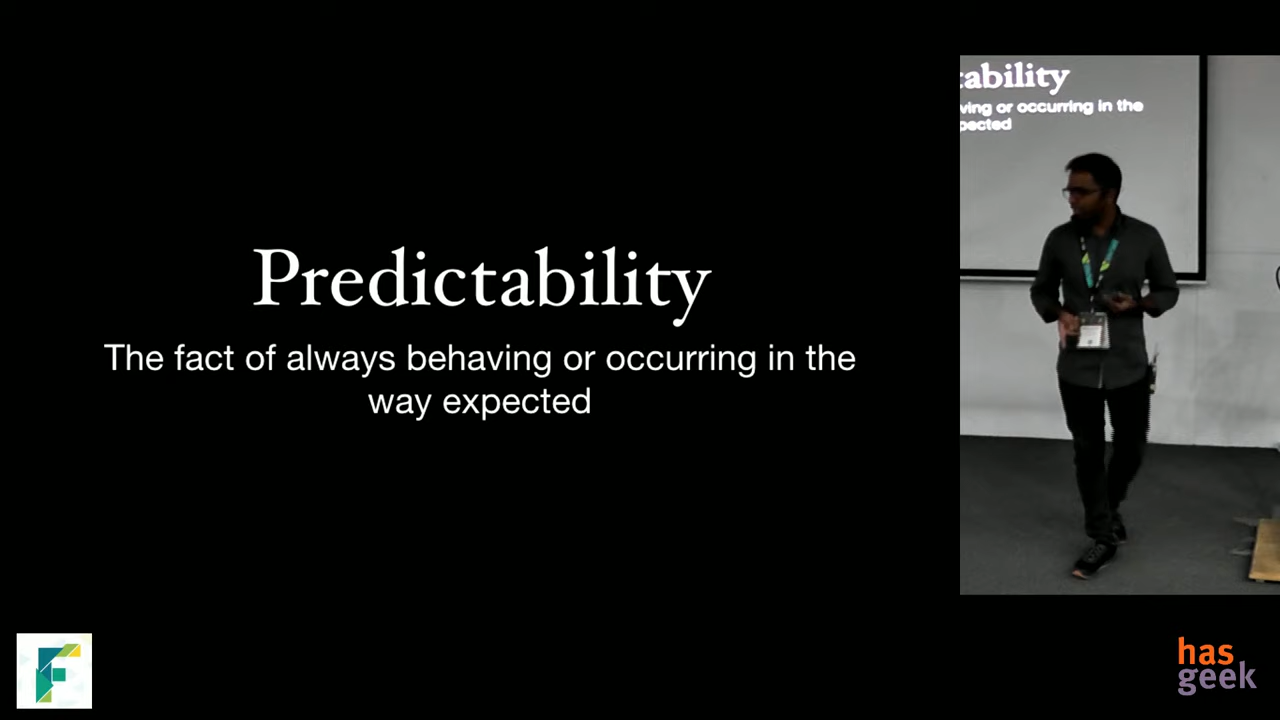 Predictability
The fact of always behaving or occurring in the
way expected
tability
ving or occurring in the
pected
F
has
geek